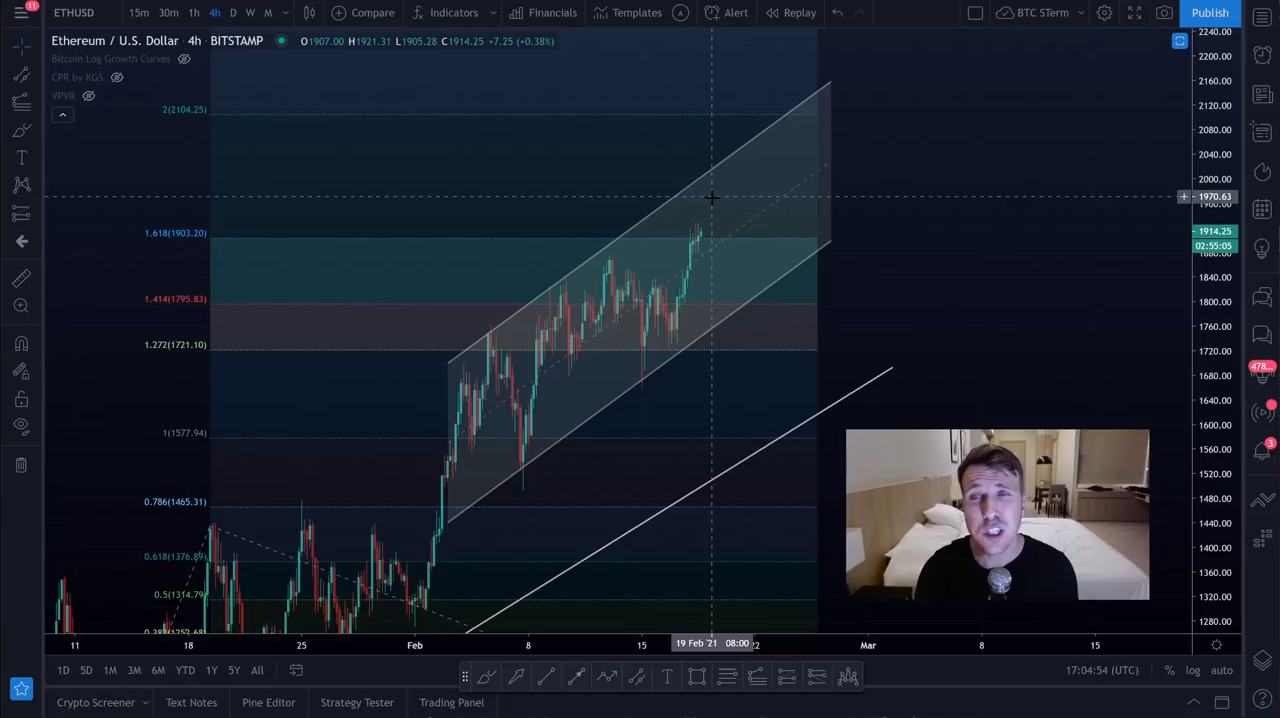 11
ETHUSD
15m 30m 1h 4h D W M
Compare
Indicators
Financials
Templates
Alert
Replay
BTC STerm
Publish
Ethereum / U.S. Dollar · 4h · BITSTAMP
O1907.00 H1921.31 L1905.28 C1914.25 +7.25 (+0.38%)
Bitcoin Log Growth Curves
CPR by KGS
VPVR
2(2104.25)
1.618(1903.20)
1.414(1795.83)
1.272(1721.10)
1(1577.94)
0.786(1465.31)
0.618(1376.89)
0.5(1314.79)
2240.00
2200.00
2160.00
2120.00
2080.00
2040.00
2000.00
1970.63
1914.25
02:55:05
1840.00
1800.00
1760.00
1720.00
1680.00
1640.00
1600.00
1560.00
1520.00
1480.00
1440.00
1400.00
1360.00
1320.00
1280.00
478...
3
11 18 25 Feb 8 15 19 Feb '21 08:00 22 Mar 8 15
1D 5D 1M 3M 6M YTD 1Y 5Y All
17:04:54 (UTC)
% log auto
Crypto Screener
Text Notes
Pine Editor
Strategy Tester
Trading Panel